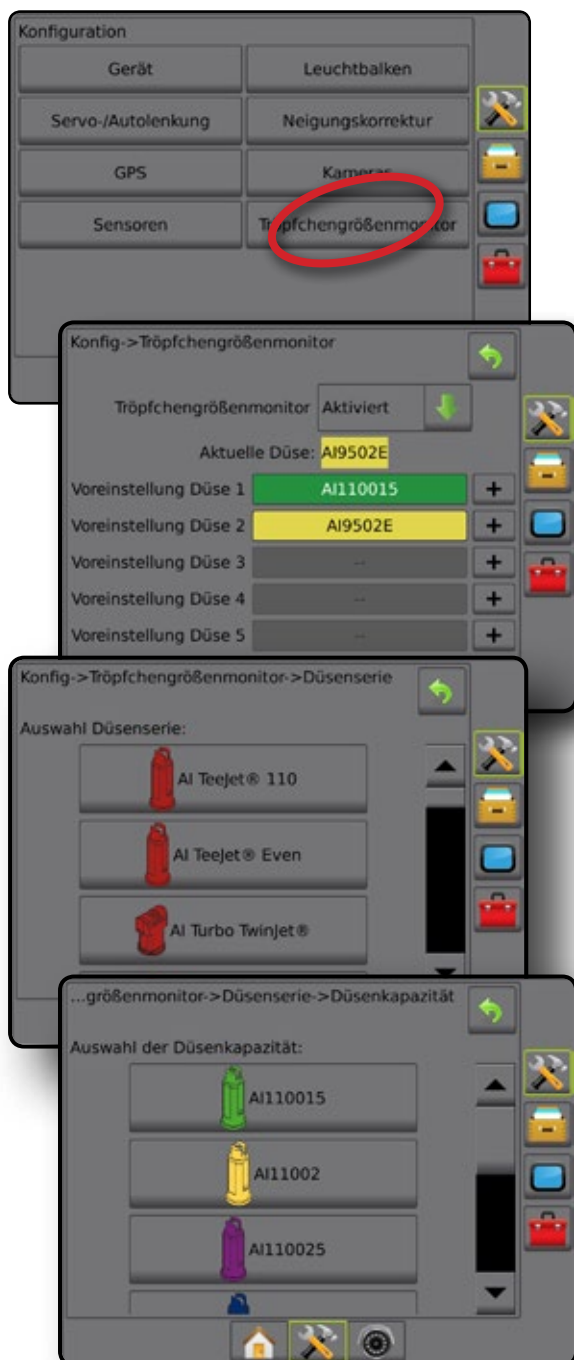 Konfiguration
Gerät Leuchtbalken
Servo-/Autolenkung Neigungskorrektur
GPS Kameras
Sensoren Tröpfchengrößenmonitor
Konfig->Tröpfchengrößenmonitor
Tröpfchengrößenmonitor Aktiviert
Aktuelle Düse: AI9502E
Voreinstellung Düse 1 AI110015 +
Voreinstellung Düse 2 AI9502E +
Voreinstellung Düse 3 -- +
Voreinstellung Düse 4 -- +
Voreinstellung Düse 5 -- +
Konfig->Tröpfchengrößenmonitor->Düsenserie
Auswahl Düsenserie:
AI TeeJet® 110
AI TeeJet® Even
AI Turbo TwinJet®
...größenmonitor->Düsenserie->Düsenkapazität
Auswahl der Düsenkapazität:
AI110015
AI11002
AI110025